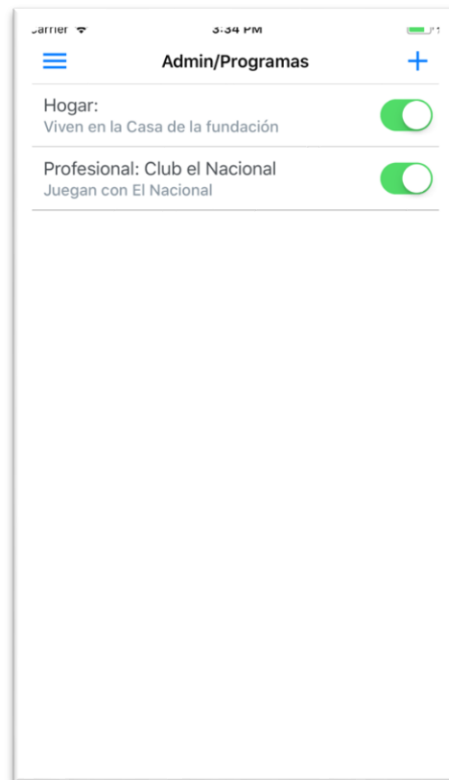 Carrier 3:34 PM
Admin/Programas
Hogar:
Viven en la Casa de la fundación
Profesional: Club el Nacional
Juegan con El Nacional